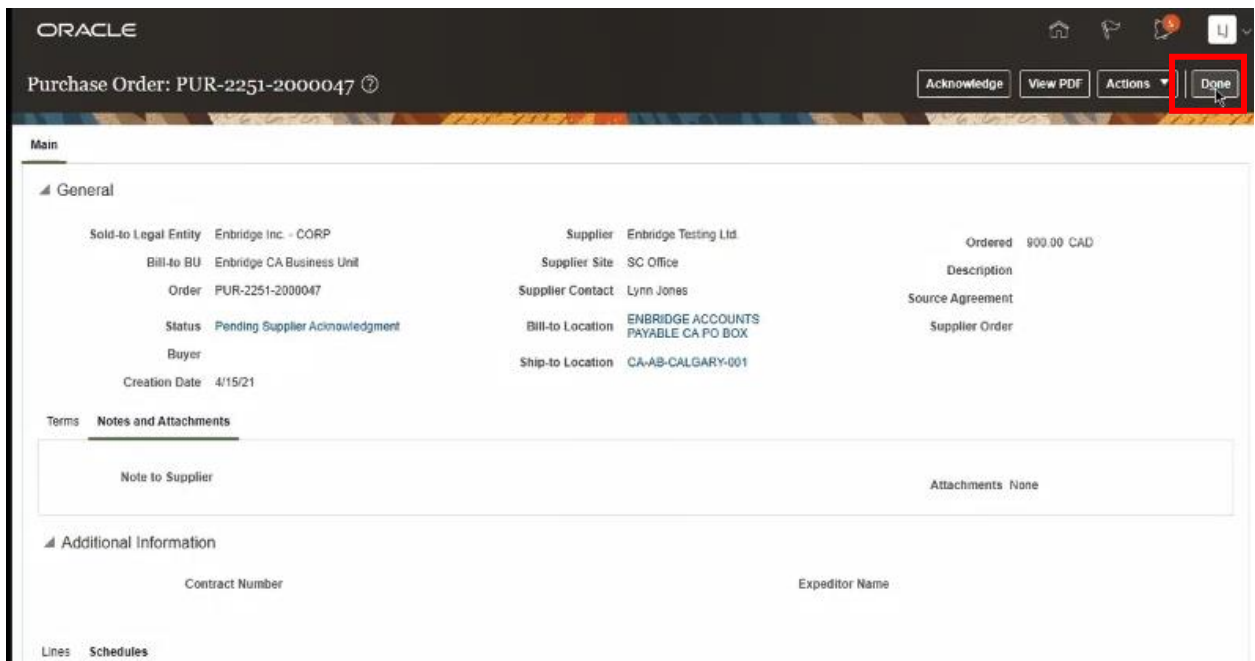 ORACLE
5
LJ
Purchase Order: PUR-2251-2000047 ?
Acknowledge View PDF Actions Done
Main
General
Sold-to Legal Entity Enbridge Inc. - CORP
Bill-to BU Enbridge CA Business Unit
Order PUR-2251-2000047
Status Pending Supplier Acknowledgment
Buyer
Creation Date 4/15/21
Supplier Enbridge Testing Ltd.
Supplier Site SC Office
Supplier Contact Lynn Jones
Bill-to Location ENBRIDGE ACCOUNTS
PAYABLE CA PO BOX
Ship-to Location CA-AB-CALGARY-001
Ordered 900.00 CAD
Description
Source Agreement
Supplier Order
Terms Notes and Attachments
Note to Supplier
Attachments None
Additional Information
Contract Number
Expeditor Name
Lines Schedules